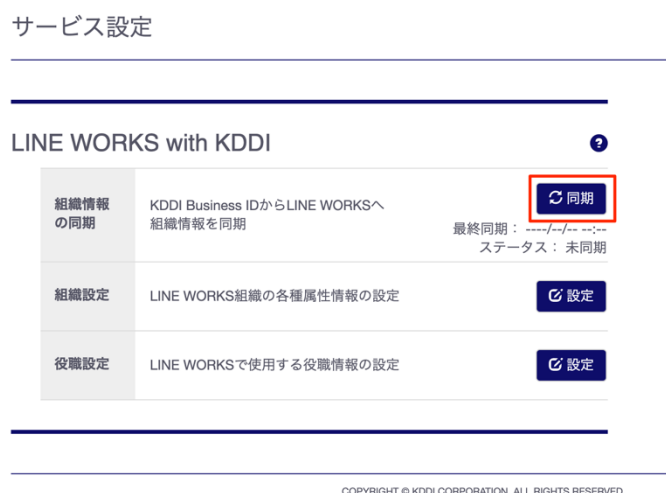 サービス設定
LINE WORKS with KDDI
?
組織情報
の同期
KDDI Business IDからLINE WORKSへ
組織情報を同期
同期
最終同期： ----/--/-- --:--
ステータス： 未同期
組織設定
LINE WORKS組織の各種属性情報の設定
設定
役職設定
LINE WORKSで使用する役職情報の設定
設定
COPYRIGHT © KDDI CORPORATION, ALL RIGHTS RESERVED.